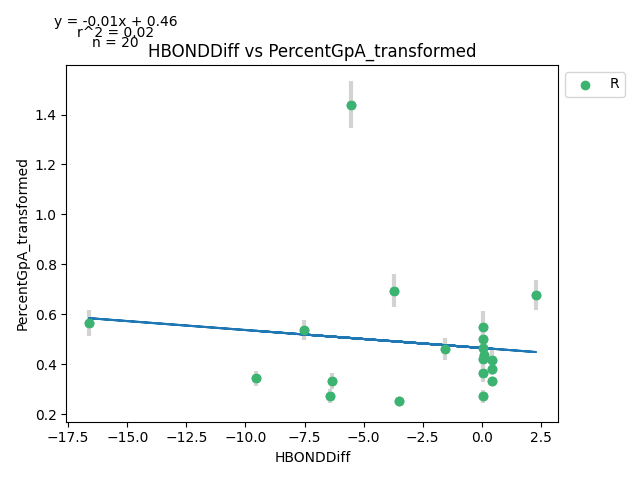 y = -0.01x + 0.46
r^2 = 0.02
n = 20
HBONDDiff vs PercentGpA_transformed
R
PercentGpA_transformed
1.4
1.2
1.0
0.8
0.6
0.4
0.2
−17.5 −15.0 −12.5 −10.0 −7.5 −5.0 −2.5 0.0 2.5
HBONDDiff